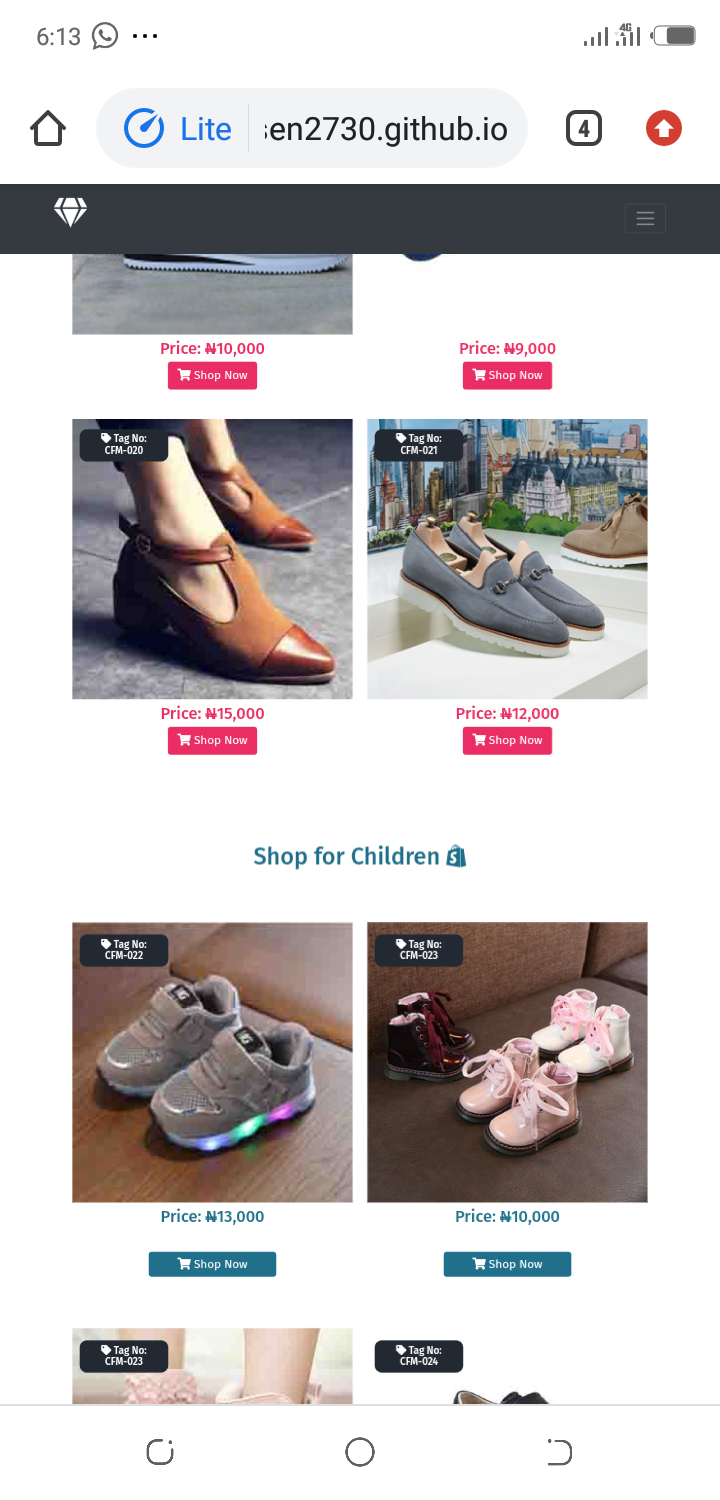 6:13
4G
Lite
sen2730.github.io
4
Price: ₦10,000
Price: ₦9,000
Shop Now
Shop Now
Tag No:
CFM-020
Tag No:
CFM-021
Price: ₦15,000
Price: ₦12,000
Shop Now
Shop Now
Shop for Children
Tag No:
CFM-022
Tag No:
CFM-023
Price: ₦13,000
Price: ₦10,000
Shop Now
Shop Now
Tag No:
CFM-023
Tag No:
CFM-024